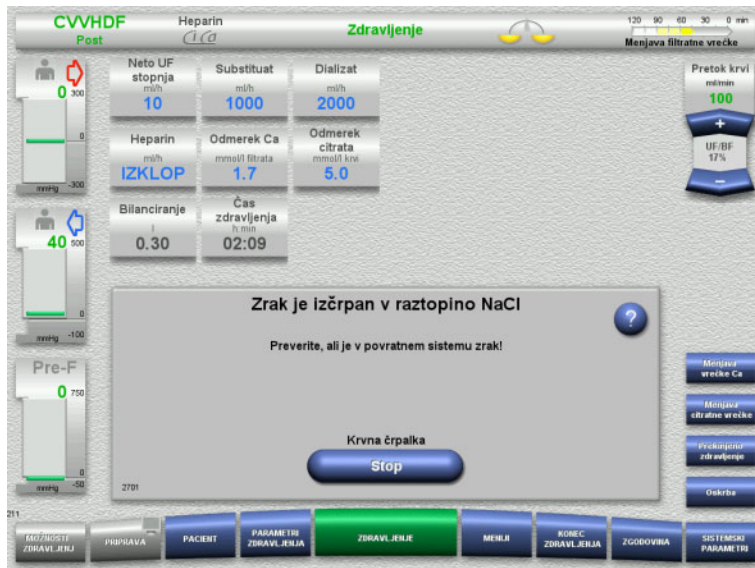 CVVHDF
Post
Heparin
Cica
Zdravljenje
120 90 60 30 0 min
Menjava filtratne vrečke
0
300
0
-300
mmHg
40
500
0
-100
mmHg
Pre-F
0
750
0
-50
mmHg
Neto UF
stopnja
ml/h
10
Substituat
ml/h
1000
Dializat
ml/h
2000
Heparin
ml/h
IZKLOP
Odmerek Ca
mmol/l filtrata
1.7
Odmerek
citrata
mmol/l krvi
5.0
Bilanciranje
l
0.30
Čas
zdravljenja
h:min
02:09
Pretok krvi
ml/min
100
+
UF/BF
17%
−
Zrak je izčrpan v raztopino NaCl
?
Preverite, ali je v povratnem sistemu zrak!
Krvna črpalka
Stop
2701
Menjava
vrečke Ca
Menjava
citratne vrečke
Prekinjeno
zdravljenje
Oskrba
211
MOŽNOSTI
ZDRAVLJENJ
PRIPRAVA
PACIENT
PARAMETRI
ZDRAVLJENJA
ZDRAVLJENJE
MENIJI
KONEC
ZDRAVLJENJA
ZGODOVINA
SISTEMSKI
PARAMETRI